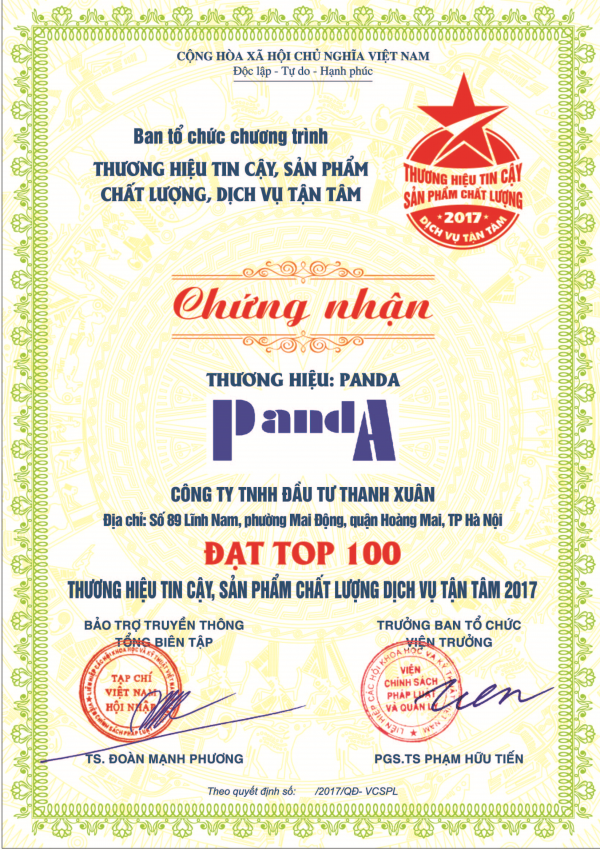 CỘNG HÒA XÃ HỘI CHỦ NGHĨA VIỆT NAM
Độc lập - Tự do - Hạnh phúc
Ban tổ chức chương trình
THƯƠNG HIỆU TIN CẬY, SẢN PHẨM
CHẤT LƯỢNG, DỊCH VỤ TẬN TÂM
THƯƠNG HIỆU TIN CẬY
SẢN PHẨM CHẤT LƯỢNG
2017
DỊCH VỤ TẬN TÂM
Chứng nhận
THƯƠNG HIỆU: PANDA
PandA
CÔNG TY TNHH ĐẦU TƯ THANH XUÂN
Địa chỉ: Số 89 Lĩnh Nam, phường Mai Động, quận Hoàng Mai, TP Hà Nội
ĐẠT TOP 100
THƯƠNG HIỆU TIN CẬY, SẢN PHẨM CHẤT LƯỢNG DỊCH VỤ TẬN TÂM 2017
BẢO TRỢ TRUYỀN THÔNG
TỔNG BIÊN TẬP
TẠP CHÍ
VIỆT NAM
HỘI NHẬP
TS. ĐOÀN MẠNH PHƯƠNG
TRƯỞNG BAN TỔ CHỨC
VIỆN TRƯỞNG
VIỆN
CHÍNH SÁCH
PHÁP LUẬT
VÀ QUẢN LÝ
PGS.TS PHẠM HỮU TIẾN
Theo quyết định số: /2017/QĐ- VCSPL